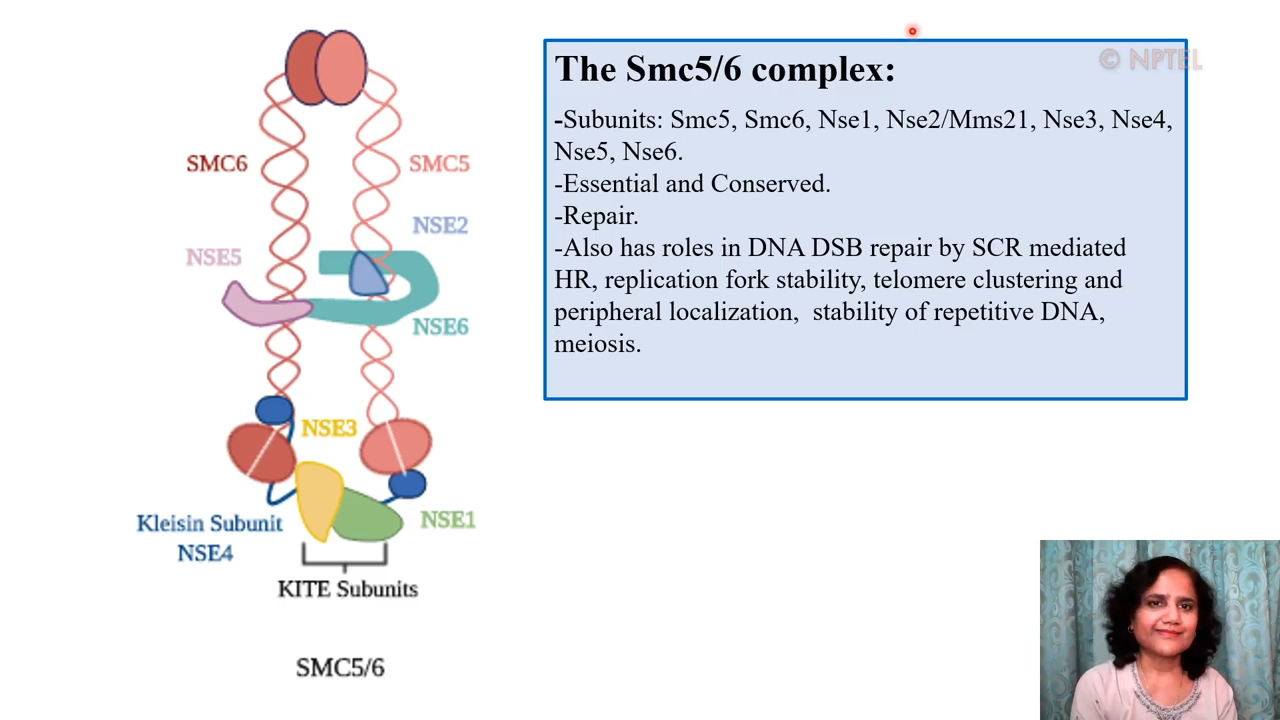 © NPTEL
The Smc5/6 complex:
-Subunits: Smc5, Smc6, Nse1, Nse2/Mms21, Nse3, Nse4,
Nse5, Nse6.
-Essential and Conserved.
-Repair.
-Also has roles in DNA DSB repair by SCR mediated
HR, replication fork stability, telomere clustering and
peripheral localization, stability of repetitive DNA,
meiosis.
SMC6
SMC5
NSE2
NSE5
NSE6
NSE3
Kleisin Subunit
NSE4
NSE1
KITE Subunits
SMC5/6